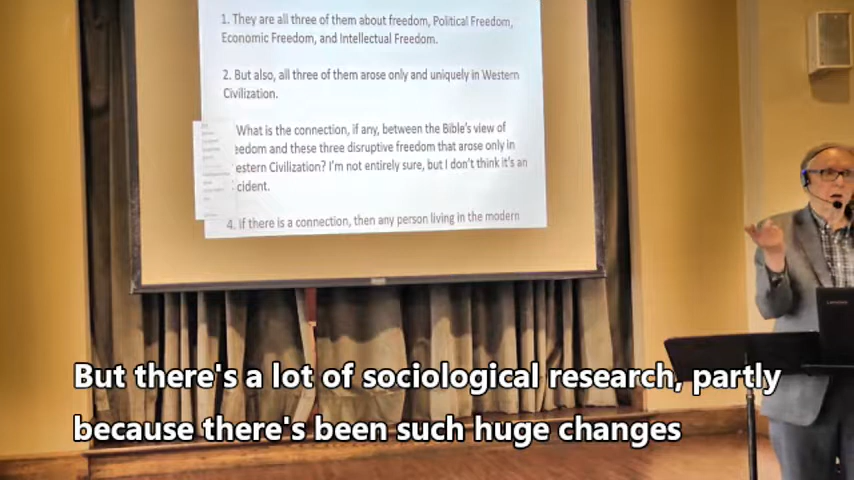 1. They are all three of them about freedom, Political Freedom,
Economic Freedom, and Intellectual Freedom.
2. But also, all three of them arose only and uniquely in Western
Civilization.
What is the connection, if any, between the Bible's view of
eedom and these three disruptive freedom that arose only in
estern Civilization? I'm not entirely sure, but I don't think it's an
cident.
4. If there is a connection, then any person living in the modern
But there's a lot of sociological research, partly
because there's been such huge changes